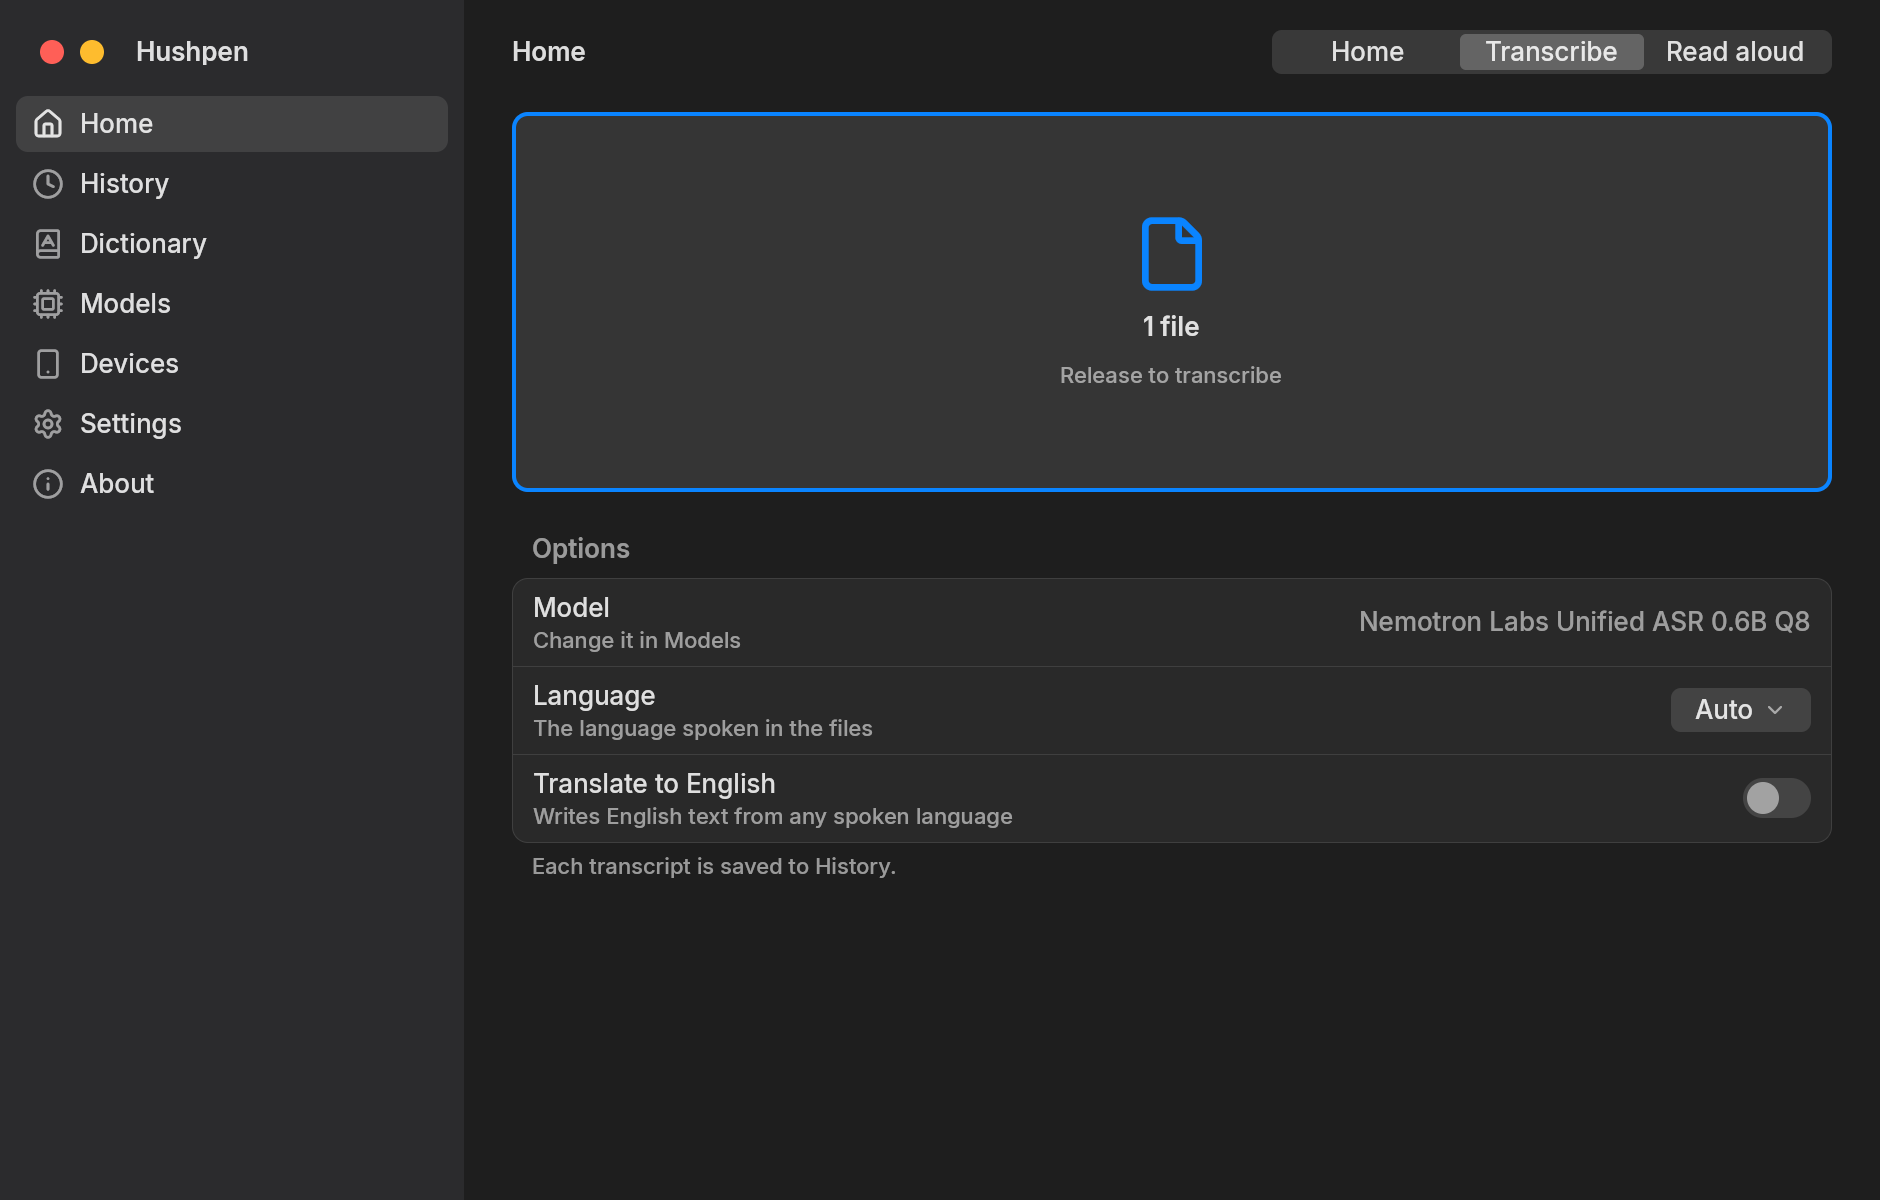 Hushpen
Home
History
Dictionary
Models
Devices
Settings
About
Home
Home Transcribe Read aloud
1 file
Release to transcribe
Options
Model
Change it in Models
Nemotron Labs Unified ASR 0.6B Q8
Language
The language spoken in the files
Auto
Translate to English
Writes English text from any spoken language
Each transcript is saved to History.